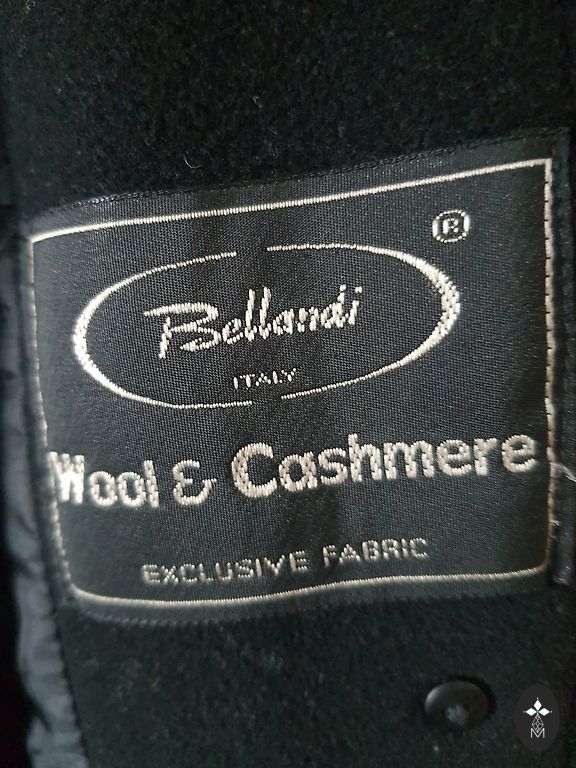 ®
Bellandi
ITALY
Wool & Cashmere
EXCLUSIVE FABRIC
M